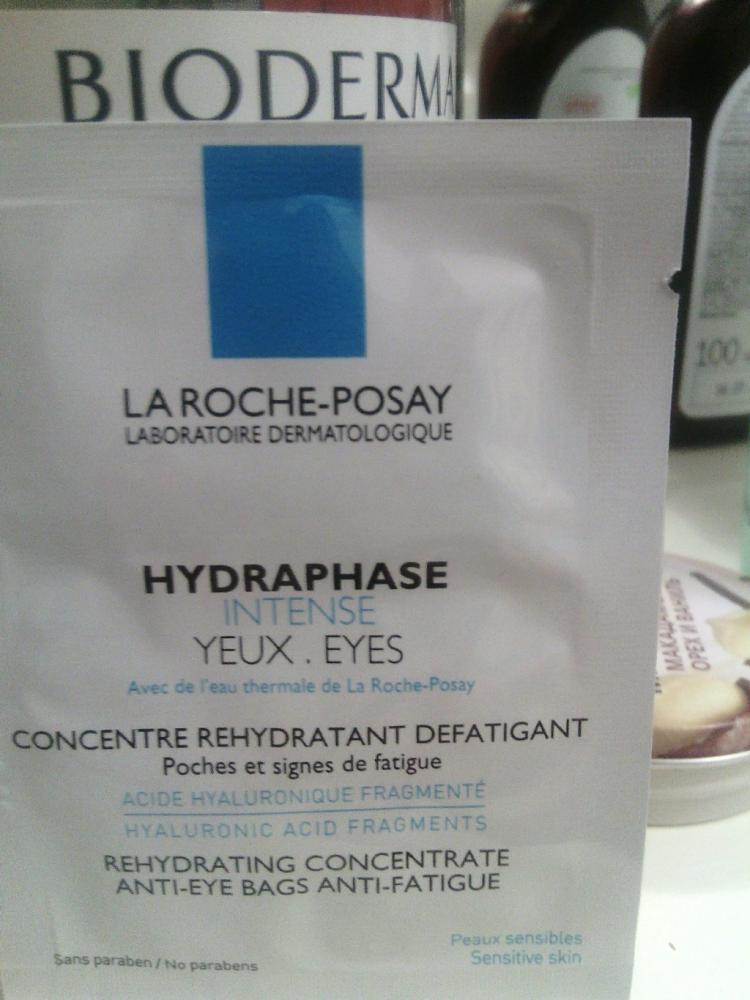 BIODERMA
LA ROCHE-POSAY
LABORATOIRE DERMATOLOGIQUE
HYDRAPHASE
INTENSE
YEUX . EYES
Avec de l'eau thermale de La Roche-Posay
CONCENTRE REHYDRATANT DEFATIGANT
Poches et signes de fatigue
ACIDE HYALURONIQUE FRAGMENTÉ
HYALURONIC ACID FRAGMENTS
REHYDRATING CONCENTRATE
ANTI-EYE BAGS ANTI-FATIGUE
Peaux sensibles
Sensitive skin
Sans paraben / No parabens
100
ОРЕХ И ВАНИЛЬ